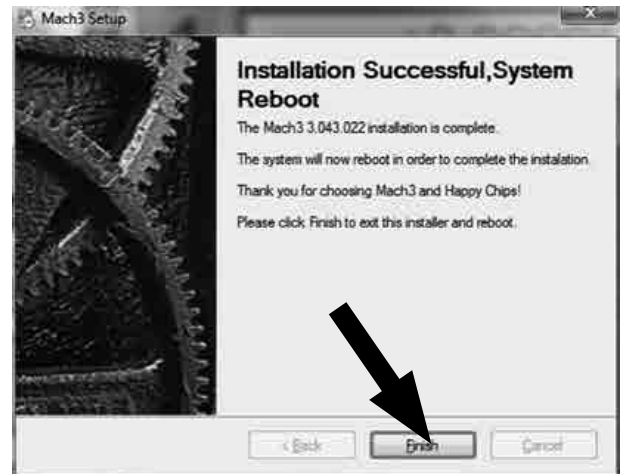 Mach3 Setup
Installation Successful,System
Reboot
The Mach3 3.043.022 installation is complete.
The system will now reboot in order to complete the instalation.
Thank you for choosing Mach3 and Happy Chips!
Please click Finish to exit this installer and reboot.
< Back
Finish
Cancel